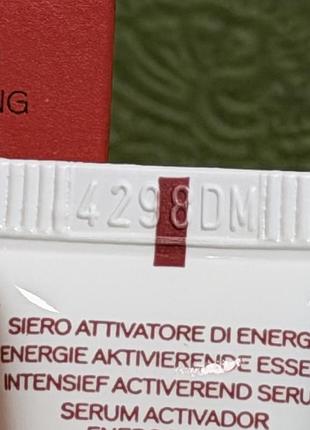 NG
4298DM
SIERO ATTIVATORE DI ENERG
ENERGIE AKTIVIERENDE ESSE
INTENSIEF ACTIVEREND SERU
SERUM ACTIVADOR